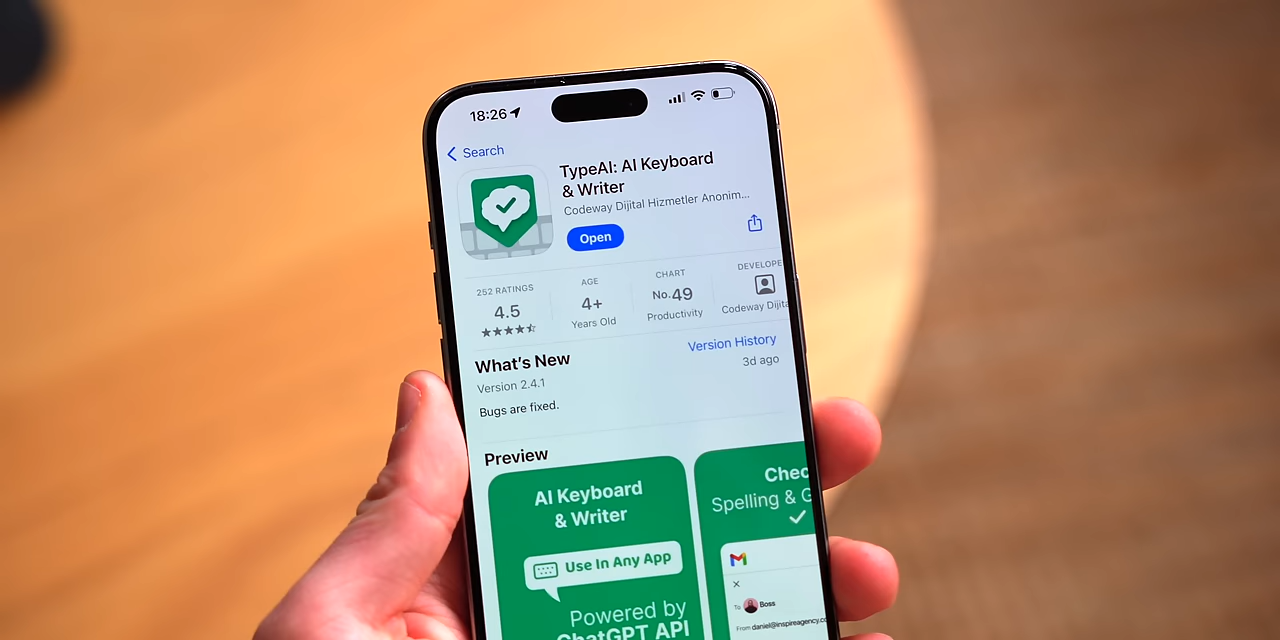 18:26
Search
TypeAI: AI Keyboard
& Writer
Codeway Dijital Hizmetler Anonim...
Open
252 RATINGS
4.5
AGE
4+
Years Old
CHART
No.49
Productivity
DEVELOPE
Codeway Dijita
What's New
Version History
Version 2.4.1
3d ago
Bugs are fixed.
Preview
AI Keyboard
& Writer
Use In Any App
Powered by
ChatGPT API
Chec
Spelling & G
To Boss
From daniel@inspireagency.co